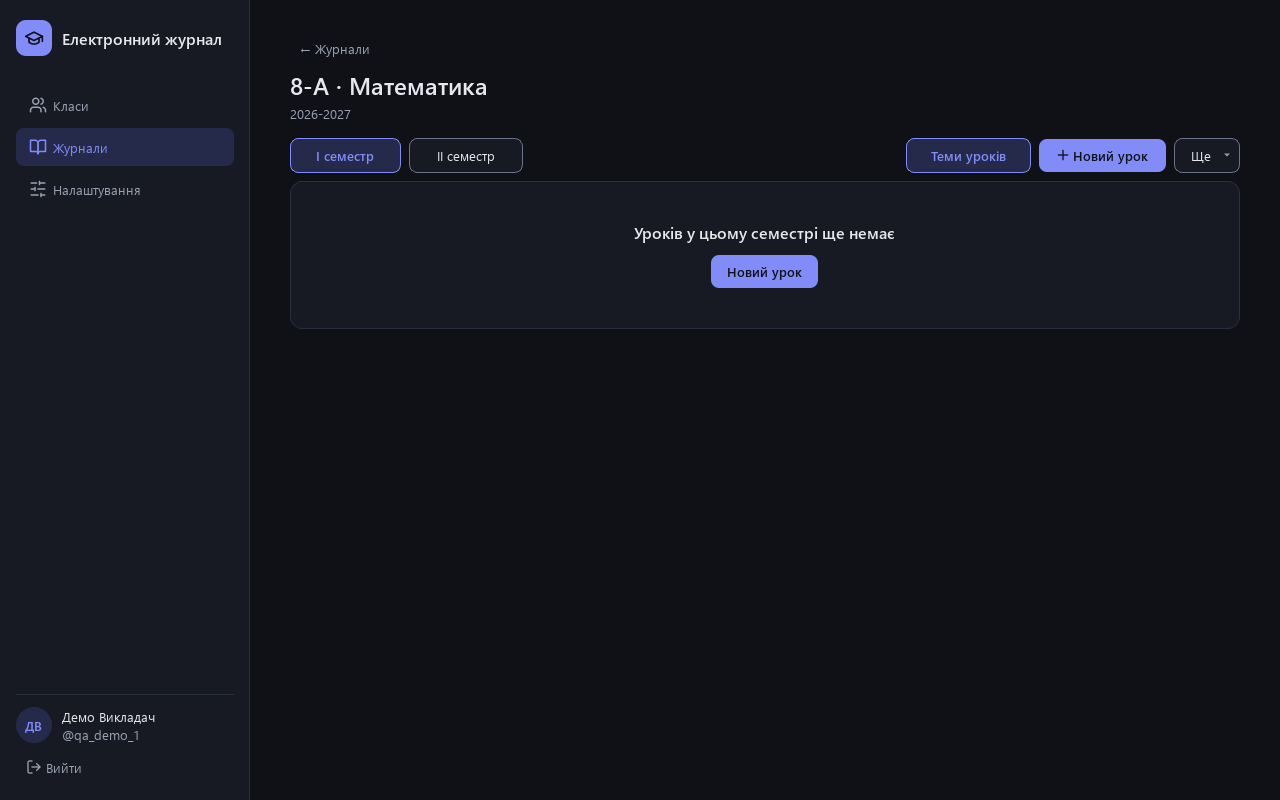 Електронний журнал
Класи
Журнали
Налаштування
ДВ
Демо Викладач
@qa_demo_1
Вийти
← Журнали
8-А · Математика
2026-2027
І семестр
ІІ семестр
Теми уроків
+ Новий урок
Ще
Уроків у цьому семестрі ще немає
Новий урок